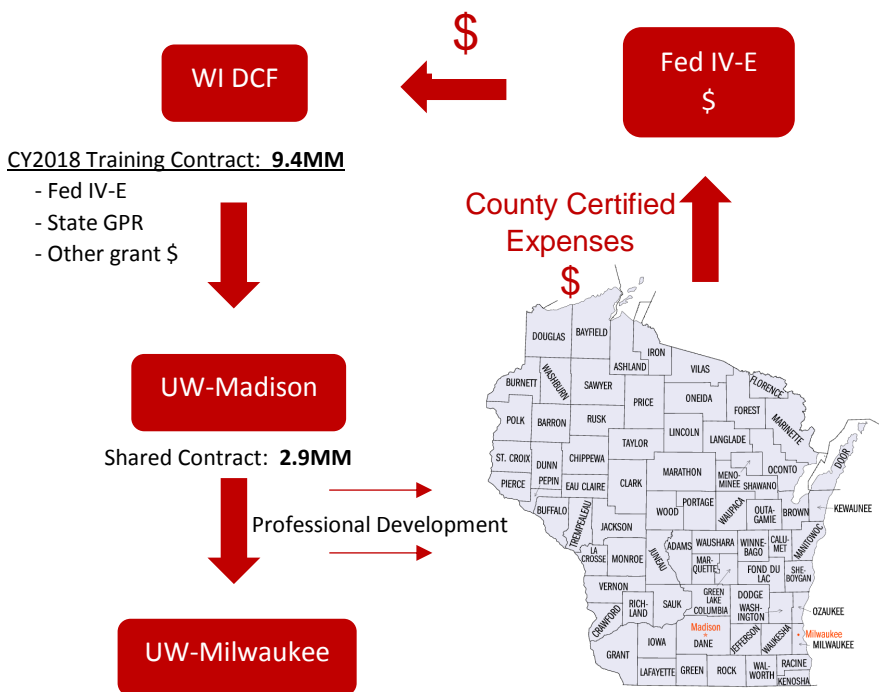 $
WI DCF
Fed IV-E
$
CY2018 Training Contract: 9.4MM
- Fed IV-E
- State GPR
- Other grant $
County Certified
Expenses
$
UW-Madison
Shared Contract: 2.9MM
Professional Development
UW-Milwaukee
DOUGLAS
BAYFIELD
ASHLAND
IRON
VILAS
FLORENCE
BURNETT
WASHBURN
SAWYER
PRICE
ONEIDA
FOREST
MARINETTE
POLK
BARRON
RUSK
LINCOLN
LANGLADE
TAYLOR
ST. CROIX
DUNN
CHIPPEWA
MARATHON
MENO-
MINEE
OCONTO
DOOR
PIERCE
PEPIN
EAU CLAIRE
CLARK
SHAWANO
BUFFALO
TREMPEALEAU
JACKSON
WOOD
PORTAGE
WAUPACA
OUTA-
GAMIE
BROWN
KEWAUNEE
LA
CROSSE
MONROE
JUNEAU
ADAMS
WAUSHARA
WINNE-
BAGO
CALU-
MET
MANITOWOC
MAR-
QUETTE
GREEN
LAKE
FOND DU
LAC
SHE-
BOYGAN
VERNON
CRAWFORD
RICH-
LAND
SAUK
COLUMBIA
DODGE
WASH-
INGTON
OZAUKEE
GRANT
IOWA
Madison
DANE
JEFFERSON
WAUKESHA
Milwaukee
MILWAUKEE
LAFAYETTE
GREEN
ROCK
WAL-
WORTH
RACINE
KENOSHA